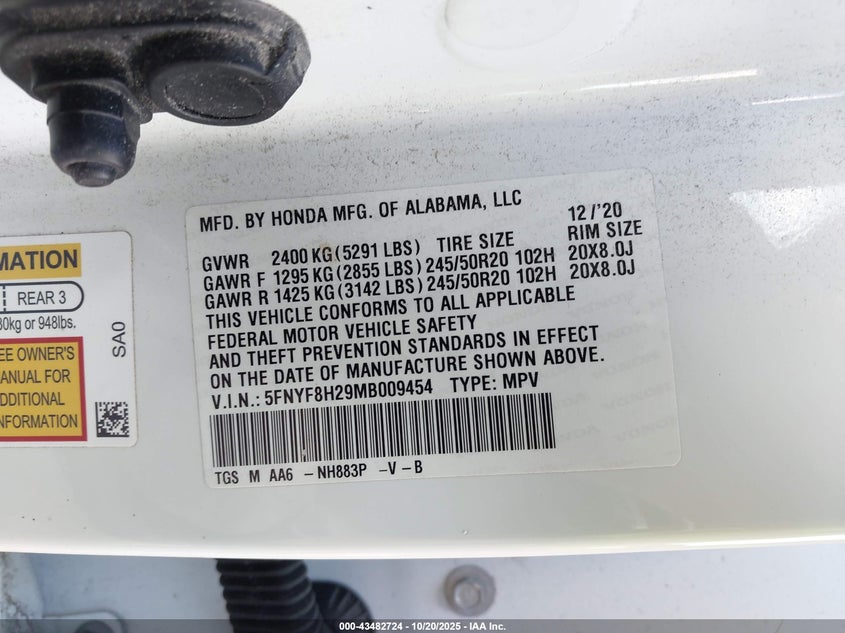 MFD. BY HONDA MFG. OF ALABAMA, LLC 12/'20
GVWR 2400 KG (5291 LBS) TIRE SIZE RIM SIZE
GAWR F 1295 KG (2855 LBS) 245/50R20 102H 20X8.0J
GAWR R 1425 KG (3142 LBS) 245/50R20 102H 20X8.0J
THIS VEHICLE CONFORMS TO ALL APPLICABLE
FEDERAL MOTOR VEHICLE SAFETY
AND THEFT PREVENTION STANDARDS IN EFFECT
ON THE DATE OF MANUFACTURE SHOWN ABOVE.
V.I.N.: 5FNYF8H29MB009454 TYPE: MPV
TGS M AA6 -NH883P -V-B
MATION
REAR 3
30kg or 948lbs.
EE OWNER'S
ANUAL FOR
DDITIONAL
NFORMATION
SA0
000-43482724 - 10/20/2025 - IAA Inc.